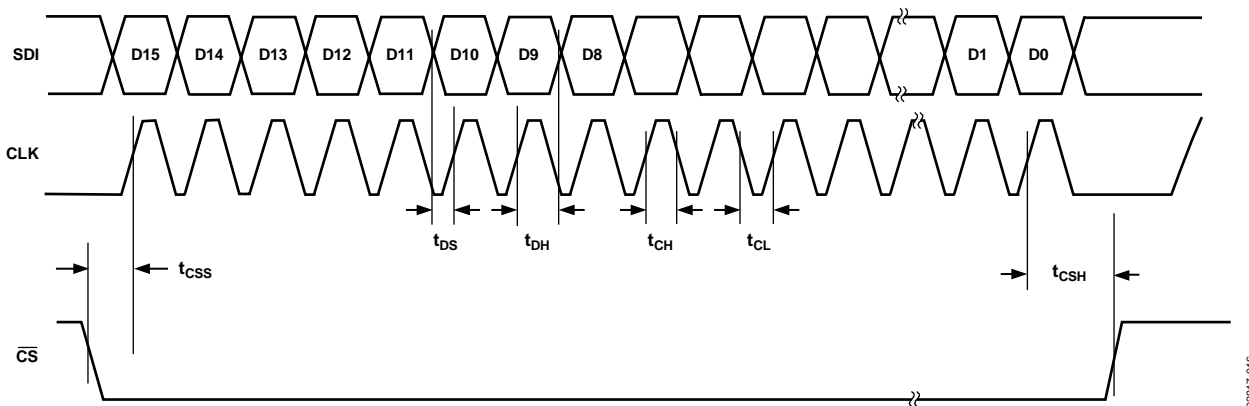 SDI D15 D14 D13 D12 D11 D10 D9 D8 D1 D0
CLK
tDS tDH tCH tCL
tCSS tCSH
CS